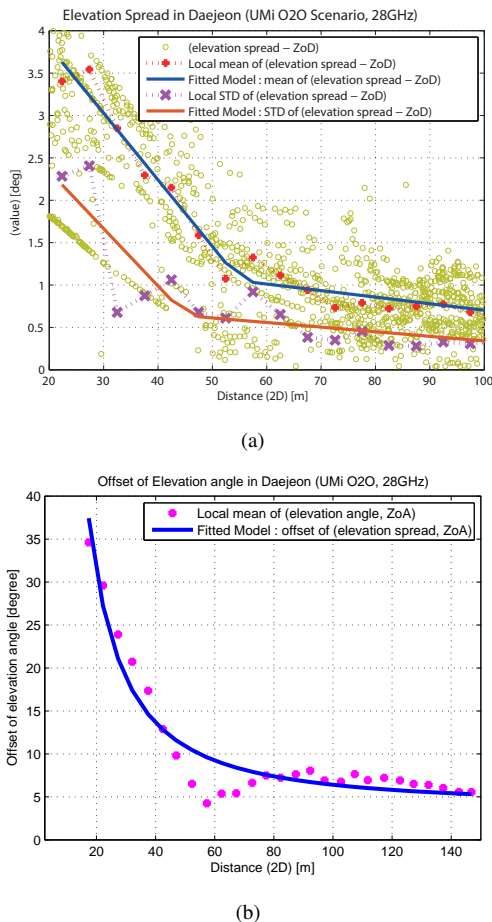 Elevation Spread in Daejeon (UMi O2O Scenario, 28GHz)
(elevation spread – ZoD)
Local mean of (elevation spread – ZoD)
Fitted Model : mean of (elevation spread – ZoD)
Local STD of (elevation spread – ZoD)
Fitted Model : STD of (elevation spread – ZoD)
(value) [deg]
4
3.5
3
2.5
2
1.5
1
0.5
0
20 30 40 50 60 70 80 90 100
Distance (2D) [m]
(a)
Offset of Elevation angle in Daejeon (UMi O2O, 28GHz)
Local mean of (elevation angle, ZoA)
Fitted Model : offset of (elevation spread, ZoA)
Offset of elevation angle [degree]
40
35
30
25
20
15
10
5
0
20 40 60 80 100 120 140
Distance (2D) [m]
(b)